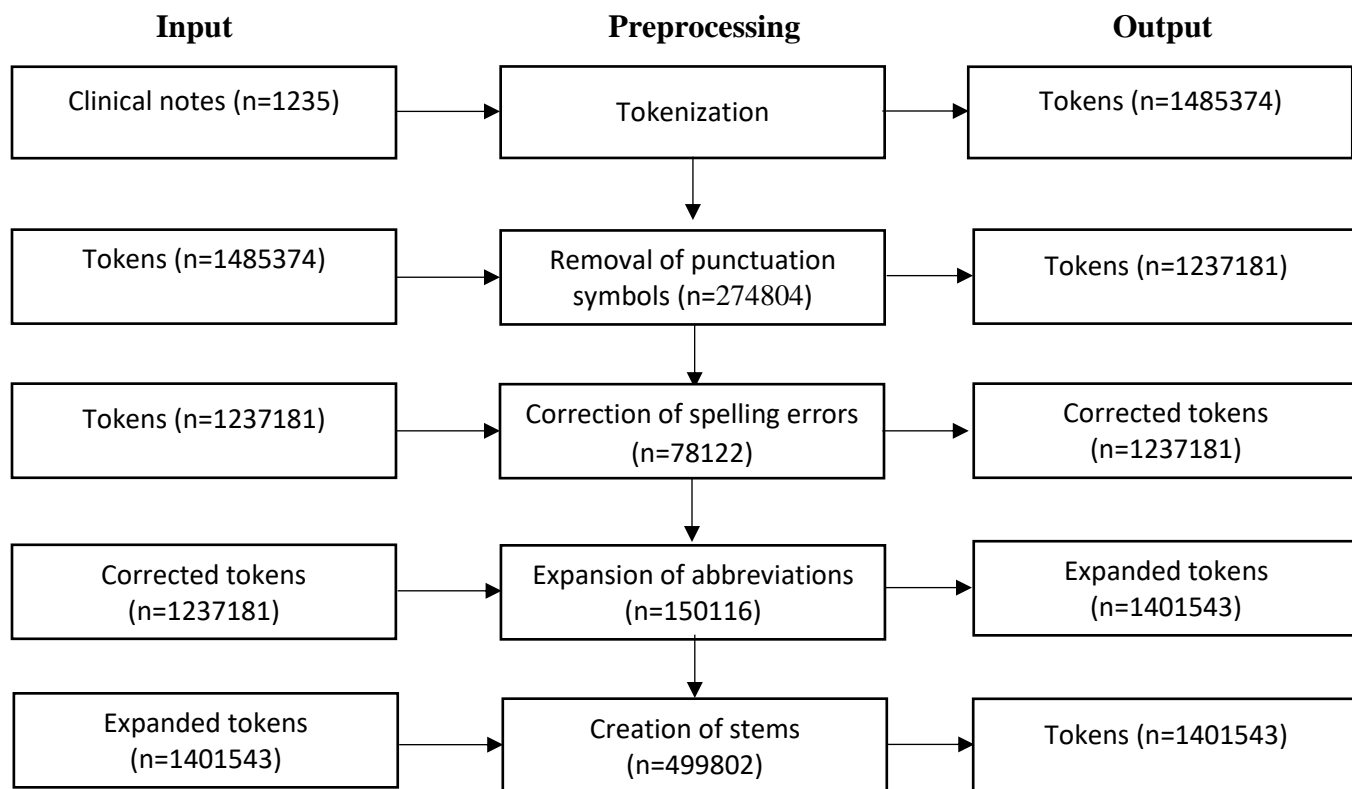 Input
Preprocessing
Output
Clinical notes (n=1235)
Tokenization
Tokens (n=1485374)
Tokens (n=1485374)
Removal of punctuation
symbols (n=274804)
Tokens (n=1237181)
Tokens (n=1237181)
Correction of spelling errors
(n=78122)
Corrected tokens
(n=1237181)
Corrected tokens
(n=1237181)
Expansion of abbreviations
(n=150116)
Expanded tokens
(n=1401543)
Expanded tokens
(n=1401543)
Creation of stems
(n=499802)
Tokens (n=1401543)